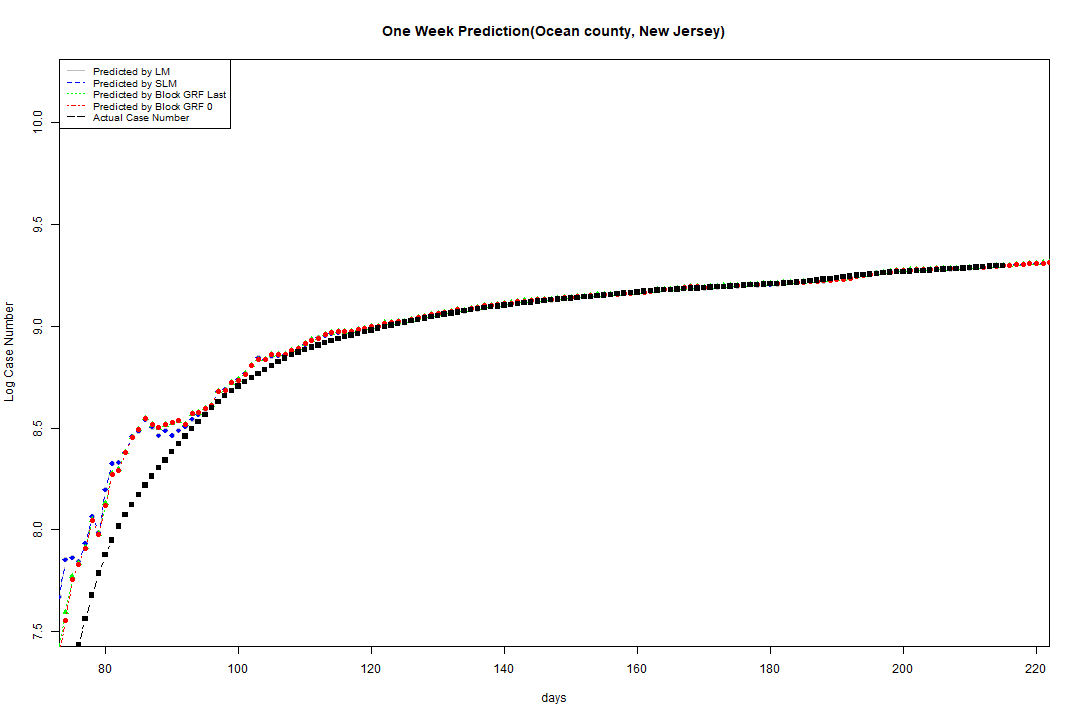 One Week Prediction(Ocean county, New Jersey)
Predicted by LM
Predicted by SLM
Predicted by Block GRF Last
Predicted by Block GRF 0
Actual Case Number
10.0
9.5
9.0
8.5
8.0
7.5
Log Case Number
80 100 120 140 160 180 200 220
days